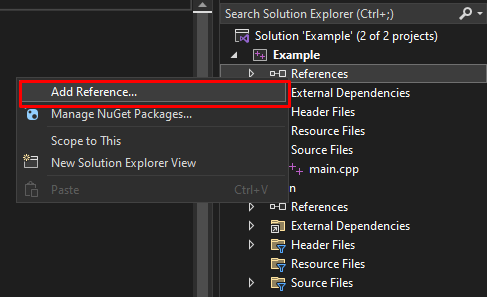 Search Solution Explorer (Ctrl+;)
Solution 'Example' (2 of 2 projects)
Example
References
Add Reference...
External Dependencies
Manage NuGet Packages...
Header Files
Resource Files
Scope to This
Source Files
New Solution Explorer View
main.cpp
Paste Ctrl+V
n
References
External Dependencies
Header Files
Resource Files
Source Files